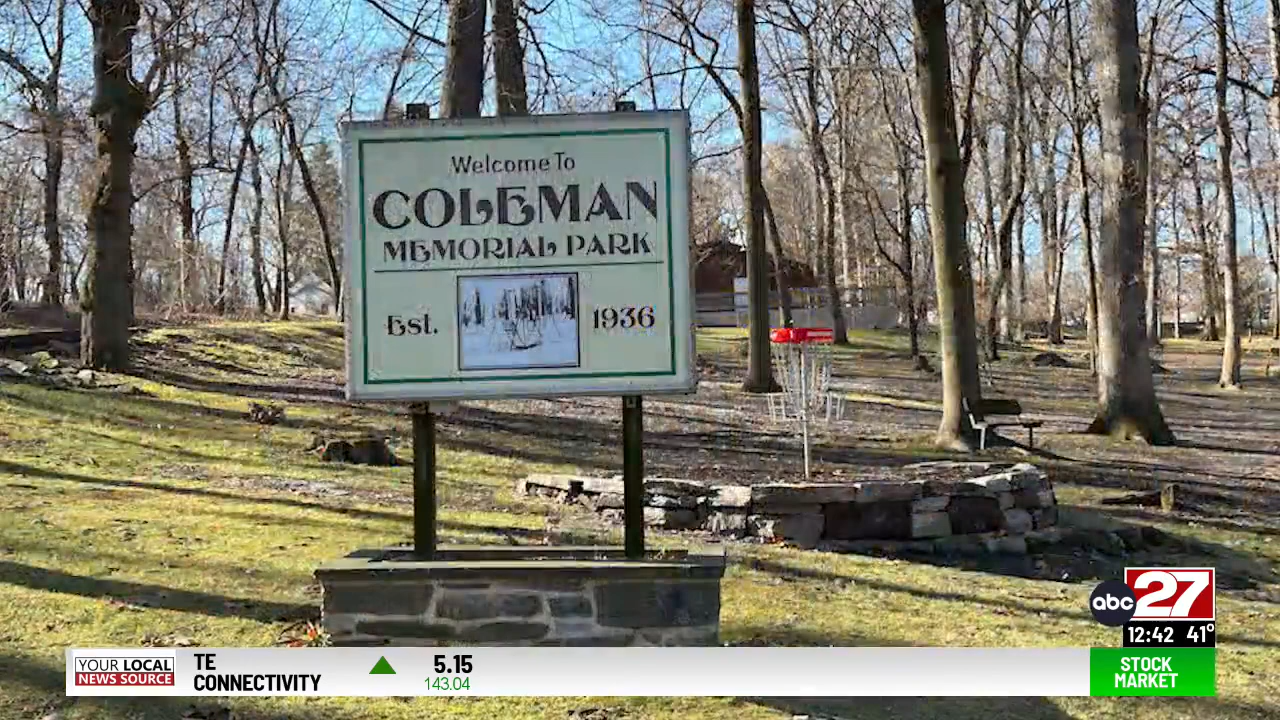 Welcome To
COLEMAN
MEMORIAL PARK
Est. 1936
abc 27
12:42 41°
YOUR LOCAL
NEWS SOURCE
TE
CONNECTIVITY
5.15
143.04
STOCK
MARKET